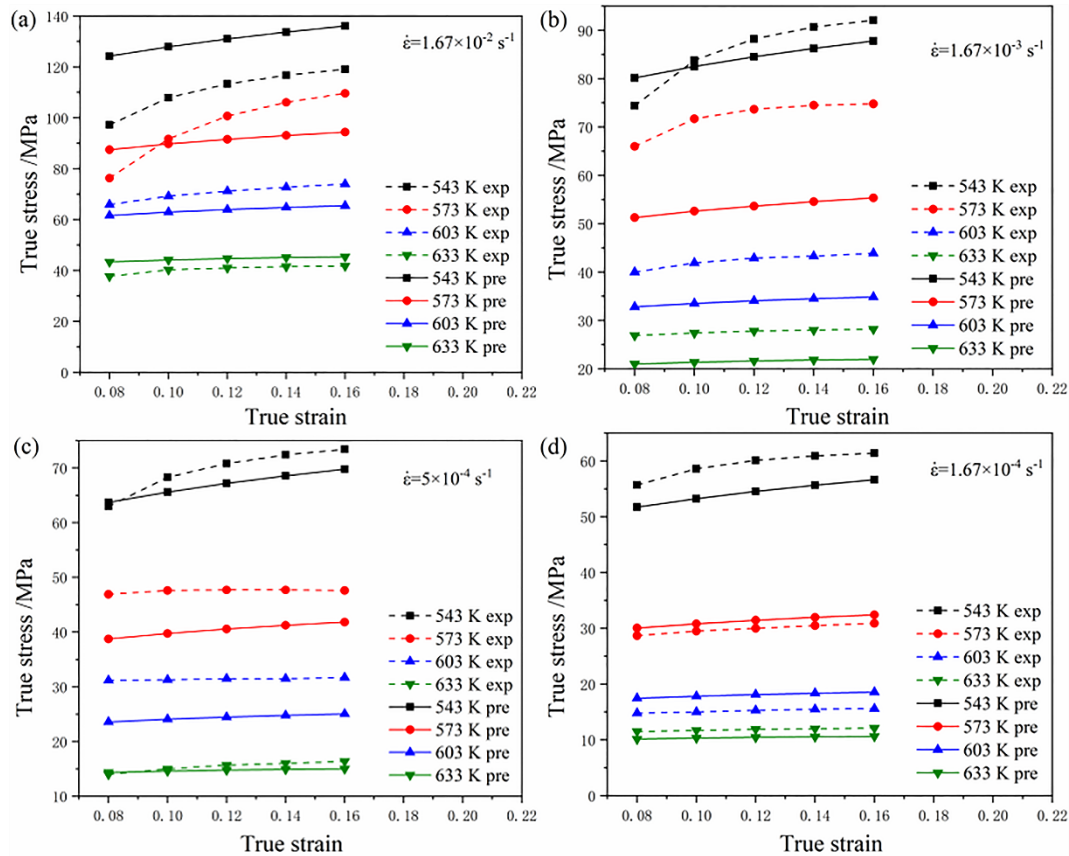 (a)
ε̇=1.67×10⁻² s⁻¹
True stress /MPa
140
120
100
80
60
40
20
0
543 K exp
573 K exp
603 K exp
633 K exp
543 K pre
573 K pre
603 K pre
633 K pre
0.08 0.10 0.12 0.14 0.16 0.18 0.20 0.22
True strain
(b)
ε̇=1.67×10⁻³ s⁻¹
True stress /MPa
90
80
70
60
50
40
30
20
543 K exp
573 K exp
603 K exp
633 K exp
543 K pre
573 K pre
603 K pre
633 K pre
0.08 0.10 0.12 0.14 0.16 0.18 0.20 0.22
True strain
(c)
ε̇=5×10⁻⁴ s⁻¹
True stress /MPa
70
60
50
40
30
20
10
543 K exp
573 K exp
603 K exp
633 K exp
543 K pre
573 K pre
603 K pre
633 K pre
0.08 0.10 0.12 0.14 0.16 0.18 0.20 0.22
True strain
(d)
ε̇=1.67×10⁻⁴ s⁻¹
True stress /MPa
60
50
40
30
20
10
0
543 K exp
573 K exp
603 K exp
633 K exp
543 K pre
573 K pre
603 K pre
633 K pre
0.08 0.10 0.12 0.14 0.16 0.18 0.20 0.22
True strain